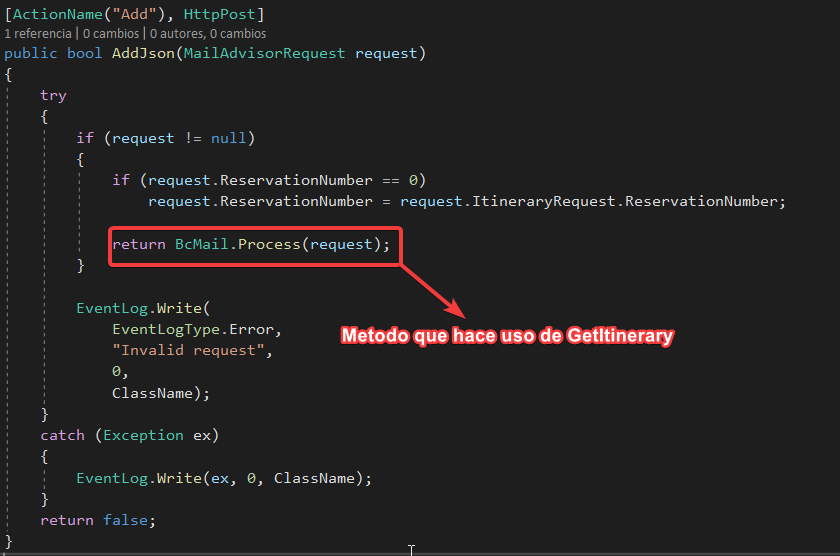 [ActionName("Add"), HttpPost]
1 referencia | 0 cambios | 0 autores, 0 cambios
public bool AddJson(MailAdvisorRequest request)
{
try
{
if (request != null)
{
if (request.ReservationNumber == 0)
request.ReservationNumber = request.ItineraryRequest.ReservationNumber;
return BcMail.Process(request);
}
EventLog.Write(
Metodo que hace uso de GetItinerary
EventLogType.Error,
"Invalid request",
0,
ClassName);
}
catch (Exception ex)
{
EventLog.Write(ex, 0, ClassName);
}
return false;
}